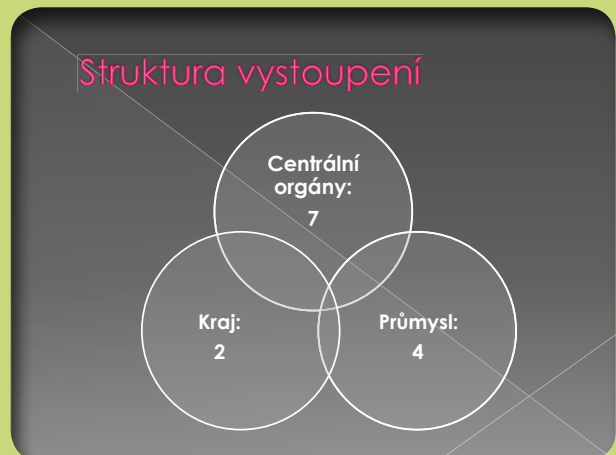 Struktura vystoupení
Centrální
orgány:
7
Kraj:
2
Průmysl:
4